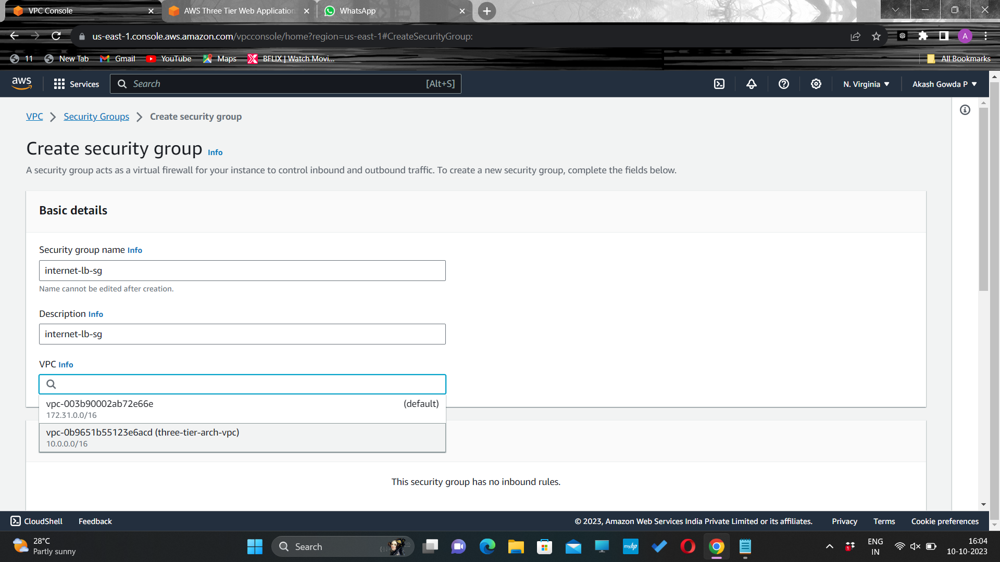 VPC Console
AWS Three Tier Web Application
WhatsApp
us-east-1.console.aws.amazon.com/vpcconsole/home?region=us-east-1#CreateSecurityGroup:
A
11
New Tab
Gmail
YouTube
Maps
BFLIX | Watch Movi...
All Bookmarks
aws
Services
Search
[Alt+S]
N. Virginia
Akash Gowda P
VPC
Security Groups
Create security group
Create security group Info
A security group acts as a virtual firewall for your instance to control inbound and outbound traffic. To create a new security group, complete the fields below.
Basic details
Security group name Info
internet-lb-sg
Name cannot be edited after creation.
Description Info
internet-lb-sg
VPC Info
vpc-003b90002ab72e66e (default)
172.31.0.0/16
vpc-0b9651b55123e6acd (three-tier-arch-vpc)
10.0.0.0/16
This security group has no inbound rules.
CloudShell
Feedback
© 2023, Amazon Web Services India Private Limited or its affiliates.
Privacy
Terms
Cookie preferences
28°C
Partly sunny
Search
myhp
1
ENG
IN
16:04
10-10-2023